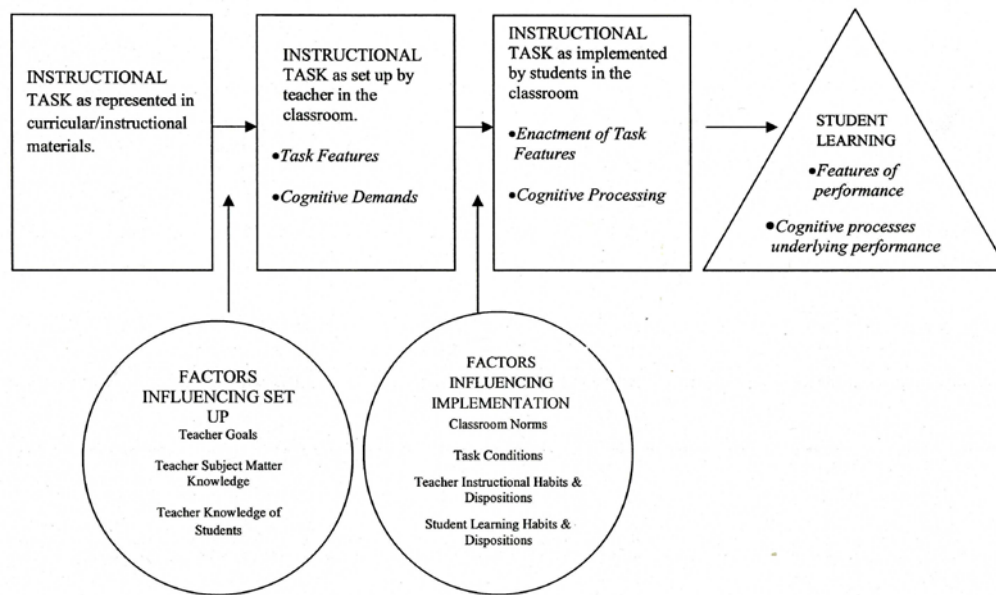 INSTRUCTIONAL
TASK as represented in
curricular/instructional
materials.
INSTRUCTIONAL
TASK as set up by
teacher in the
classroom.
•Task Features
•Cognitive Demands
INSTRUCTIONAL
TASK as implemented
by students in the
classroom
•Enactment of Task
Features
•Cognitive Processing
STUDENT
LEARNING
•Features of
performance
•Cognitive processes
underlying performance
FACTORS
INFLUENCING SET
UP
Teacher Goals
Teacher Subject Matter
Knowledge
Teacher Knowledge of
Students
FACTORS
INFLUENCING
IMPLEMENTATION
Classroom Norms
Task Conditions
Teacher Instructional Habits &
Dispositions
Student Learning Habits &
Dispositions